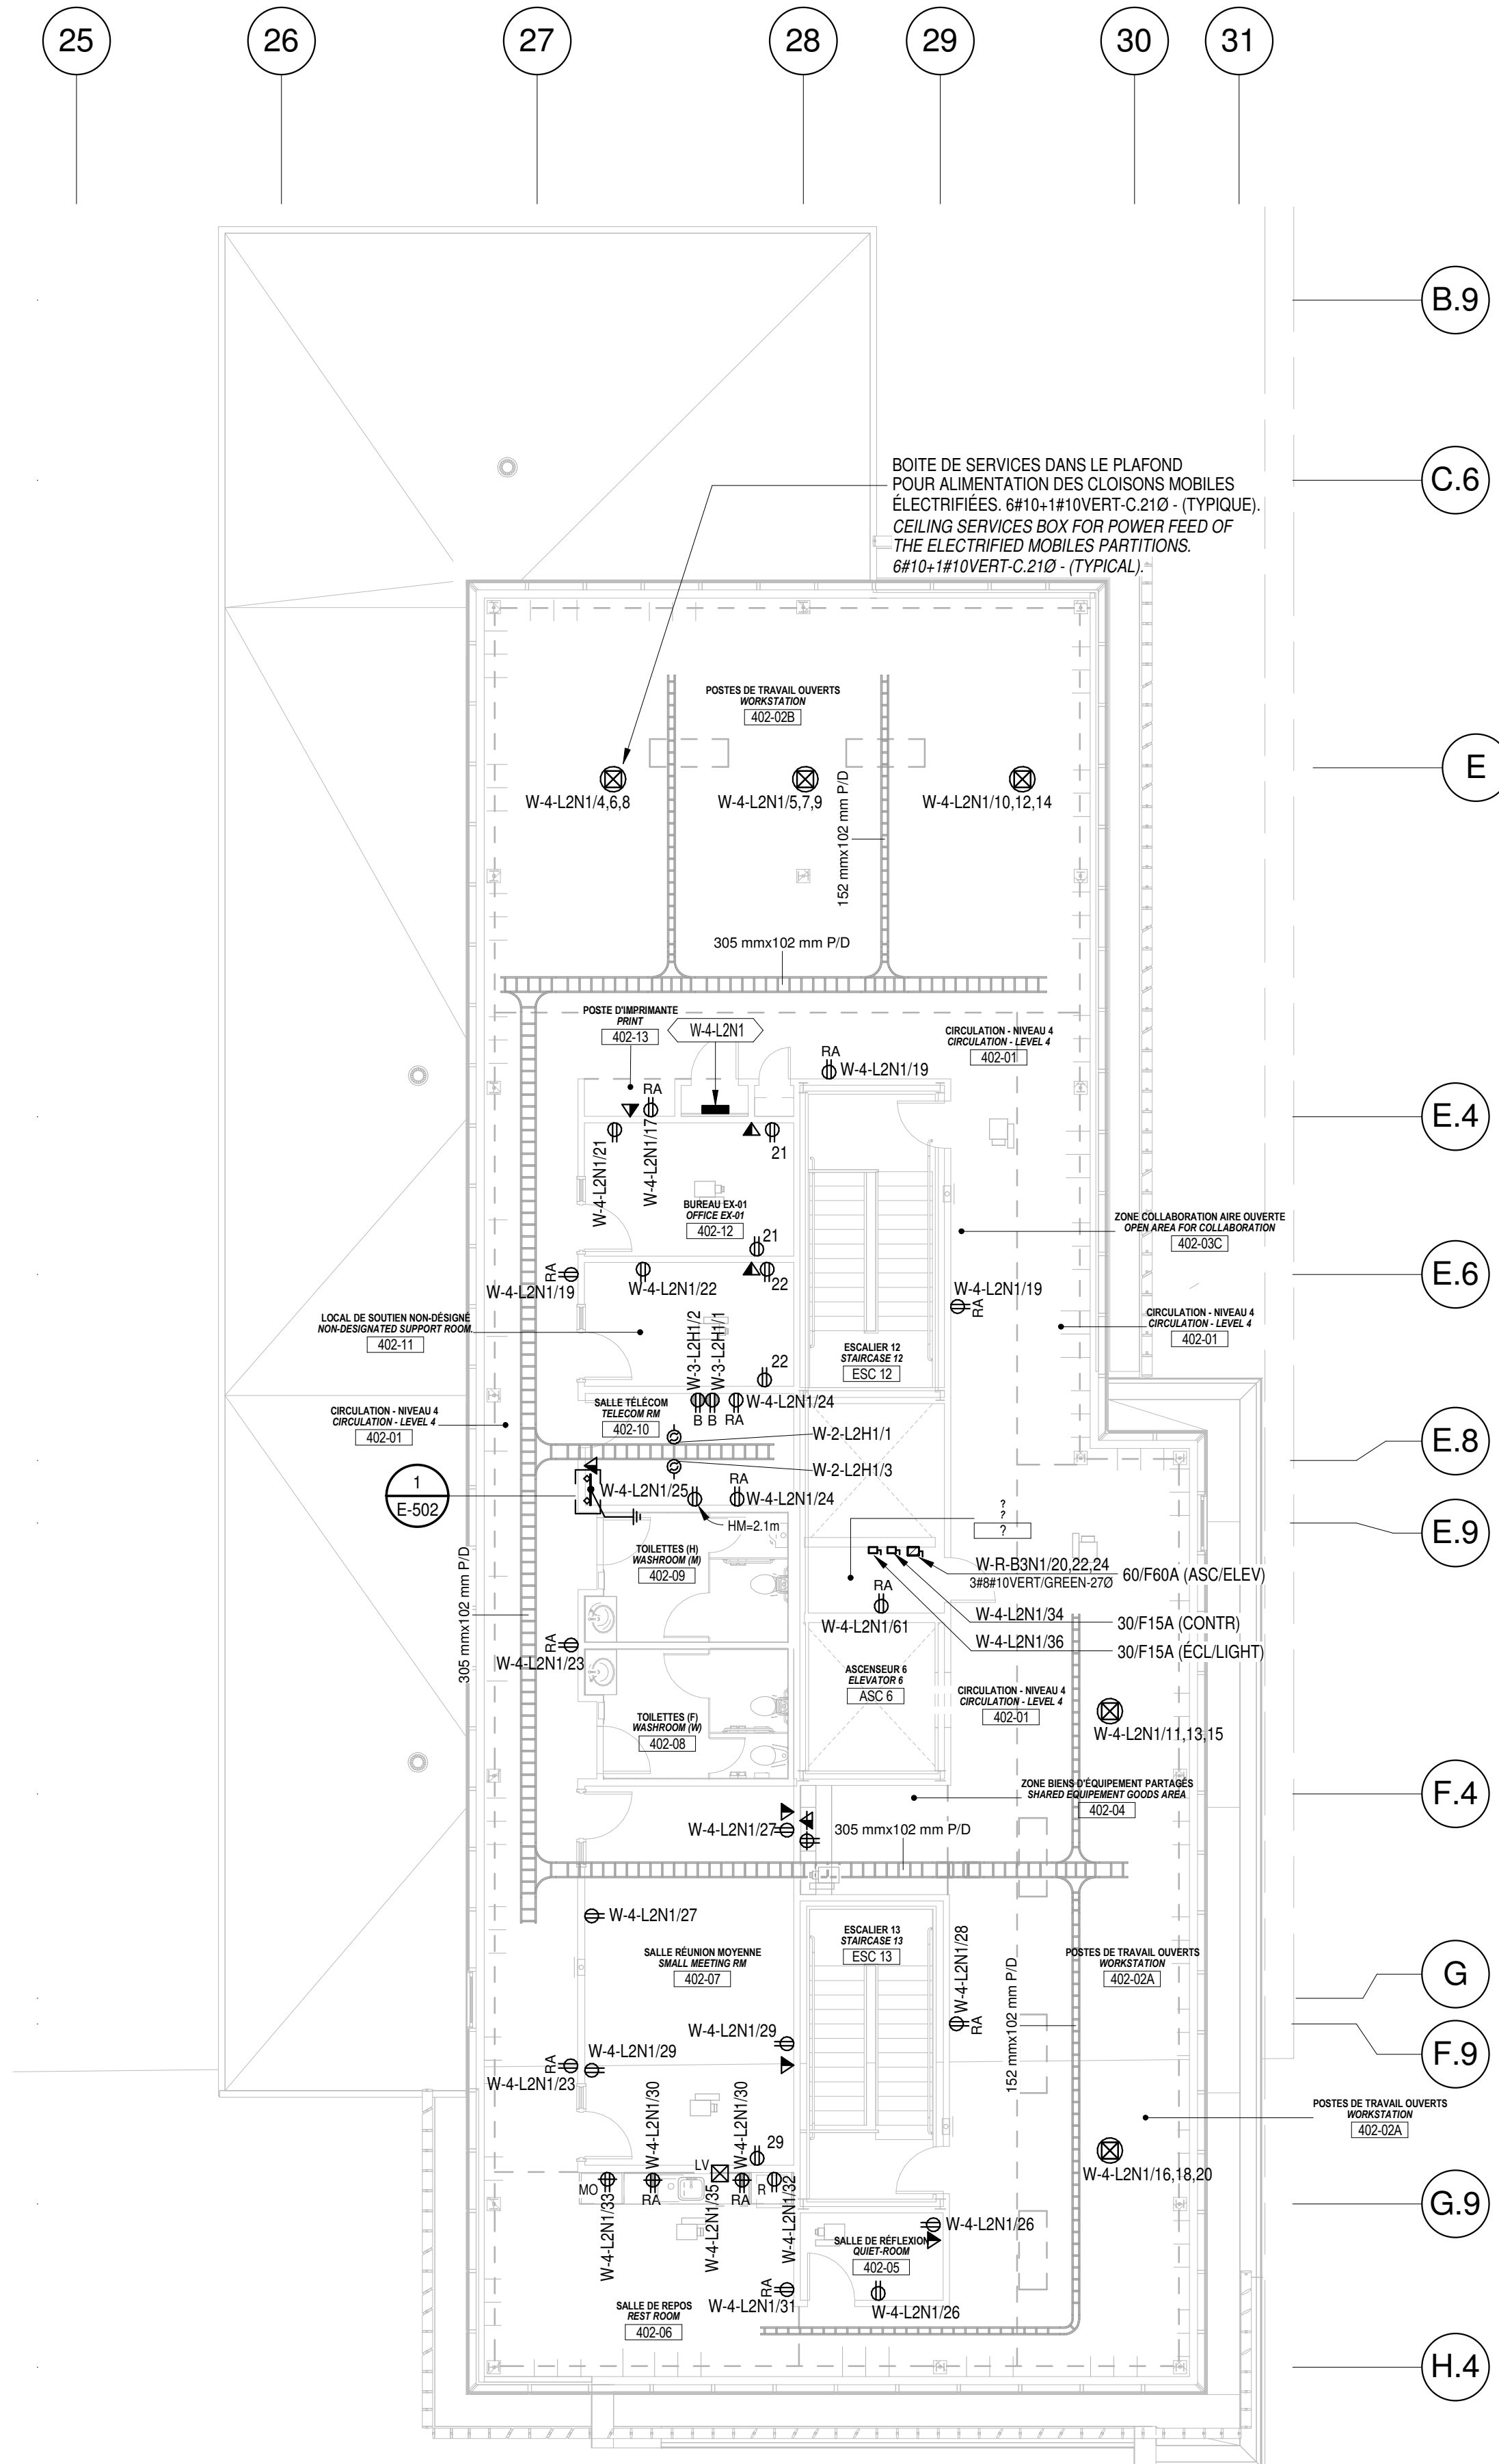 25
26
27
28
29
30
31
B.9
BOITE DE SERVICES DANS LE PLAFOND
POUR ALIMENTATION DES CLOISONS MOBILES
ÉLECTRIFIÉES. 6#10+1#10VERT-C.21Ø - (TYPIQUE).
CEILING SERVICES BOX FOR POWER FEED OF
THE ELECTRIFIED MOBILES PARTITIONS.
6#10+1#10VERT-C.21Ø - (TYPICAL).
C.6
POSTES DE TRAVAIL OUVERTS
WORKSTATION
402-02B
E
W-4-L2N1/4,6,8
W-4-L2N1/5,7,9
W-4-L2N1/10,12,14
152 mmx102 mm P/D
305 mmx102 mm P/D
POSTE D'IMPRIMANTE
PRINT
402-13
W-4-L2N1
CIRCULATION - NIVEAU 4
CIRCULATION - LEVEL 4
402-01
RA
W-4-L2N1/19
RA
W-4-L2N1/17
W-4-L2N1/21
21
E.4
BUREAU EX-01
OFFICE EX-01
402-12
21
ZONE COLLABORATION AIRE OUVERTE
OPEN AREA FOR COLLABORATION
402-03C
RA
W-4-L2N1/19
W-4-L2N1/22
22
W-4-L2N1/19
RA
E.6
LOCAL DE SOUTIEN NON-DÉSIGNÉ
NON-DESIGNATED SUPPORT ROOM
402-11
CIRCULATION - NIVEAU 4
CIRCULATION - LEVEL 4
402-01
W-3-L2H1/2
W-3-L2H1/1
22
ESCALIER 12
STAIRCASE 12
ESC 12
CIRCULATION - NIVEAU 4
CIRCULATION - LEVEL 4
402-01
SALLE TÉLÉCOM
TELECOM RM
402-10
B
B
RA
W-4-L2N1/24
W-2-L2H1/1
W-2-L2H1/3
E.8
1
E-502
W-4-L2N1/25
RA
W-4-L2N1/24
HM=2.1m
?
?
?
E.9
TOILETTES (H)
WASHROOM (M)
402-09
305 mmx102 mm P/D
W-R-B3N1/20,22,24
3#8#10VERT/GREEN-27Ø
60/F60A (ASC/ELEV)
RA
W-4-L2N1/61
W-4-L2N1/34
30/F15A (CONTR)
W-4-L2N1/36
30/F15A (ÉCL/LIGHT)
RA
W-4-L2N1/23
ASCENSEUR 6
ELEVATOR 6
ASC 6
CIRCULATION - NIVEAU 4
CIRCULATION - LEVEL 4
402-01
TOILETTES (F)
WASHROOM (W)
402-08
W-4-L2N1/11,13,15
ZONE BIENS D'ÉQUIPEMENT PARTAGÉS
SHARED EQUIPEMENT GOODS AREA
402-04
F.4
W-4-L2N1/27
305 mmx102 mm P/D
J
W-4-L2N1/27
SALLE RÉUNION MOYENNE
SMALL MEETING RM
402-07
ESCALIER 13
STAIRCASE 13
ESC 13
W-4-L2N1/28
RA
152 mmx102 mm P/D
POSTES DE TRAVAIL OUVERTS
WORKSTATION
402-02A
G
W-4-L2N1/29
W-4-L2N1/29
RA
W-4-L2N1/23
F.9
POSTES DE TRAVAIL OUVERTS
WORKSTATION
402-02A
W-4-L2N1/30
W-4-L2N1/30
29
LV
MO
RA
RA
R
W-4-L2N1/33
W-4-L2N1/35
W-4-L2N1/32
W-4-L2N1/16,18,20
G.9
W-4-L2N1/26
SALLE DE RÉFLEXION
QUIET-ROOM
402-05
RA
W-4-L2N1/31
W-4-L2N1/26
SALLE DE REPOS
REST ROOM
402-06
H.4